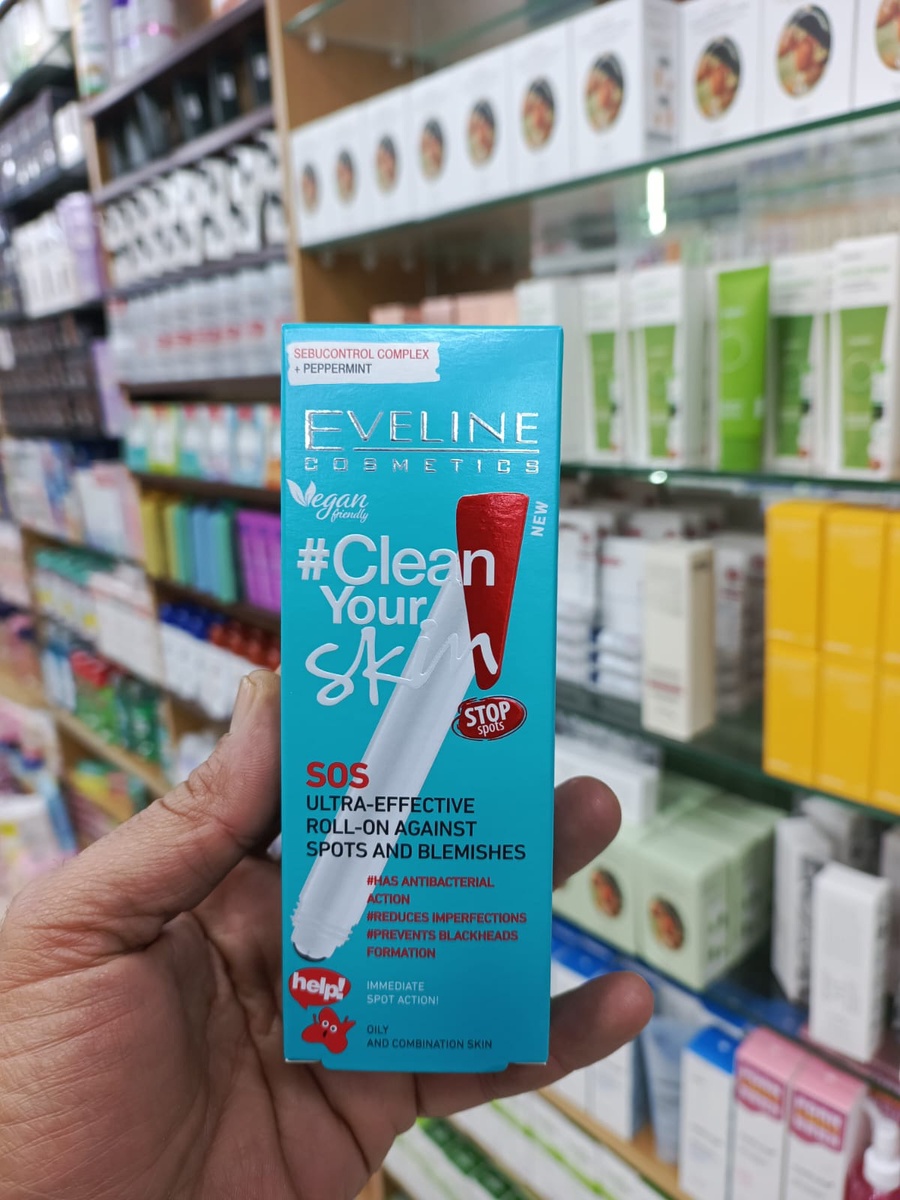 SEBUCONTROL COMPLEX
+ PEPPERMINT
EVELINE
COSMETICS
Vegan
friendly
NEW
#Clean
Your
Skin
STOP
spots
SOS
ULTRA-EFFECTIVE
ROLL-ON AGAINST
SPOTS AND BLEMISHES
#HAS ANTIBACTERIAL
ACTION
#REDUCES IMPERFECTIONS
#PREVENTS BLACKHEADS
FORMATION
help!
IMMEDIATE
SPOT ACTION!
OILY
AND COMBINATION SKIN